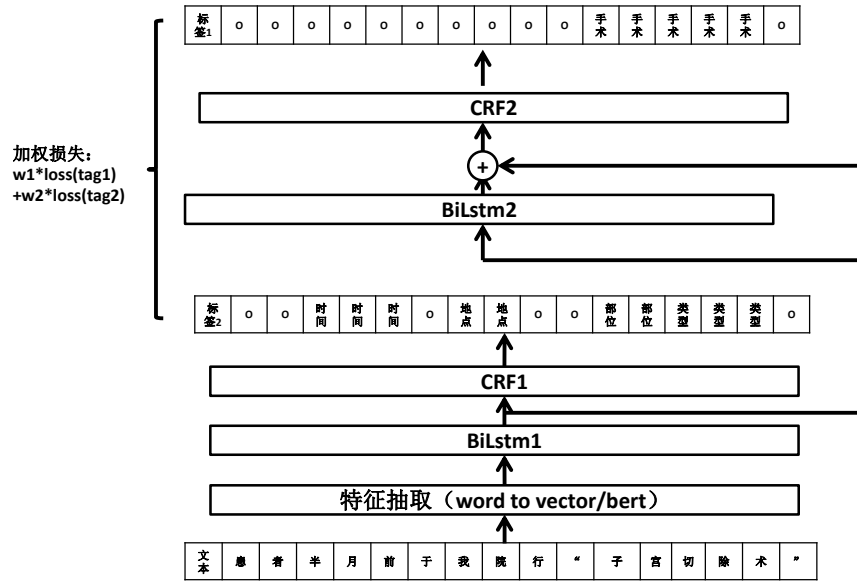 标签1 O O O O O O O O O O 手术 手术 手术 手术 手术 O
CRF2
+
BiLstm2
加权损失：
w1*loss(tag1)
+w2*loss(tag2)
标签2 O O 时间 时间 时间 O 地点 地点 O O 部位 部位 类型 类型 类型 O
CRF1
BiLstm1
特征抽取（word to vector/bert）
文本 患 者 半 月 前 于 我 院 行 “ 子 宫 切 除 术 ”